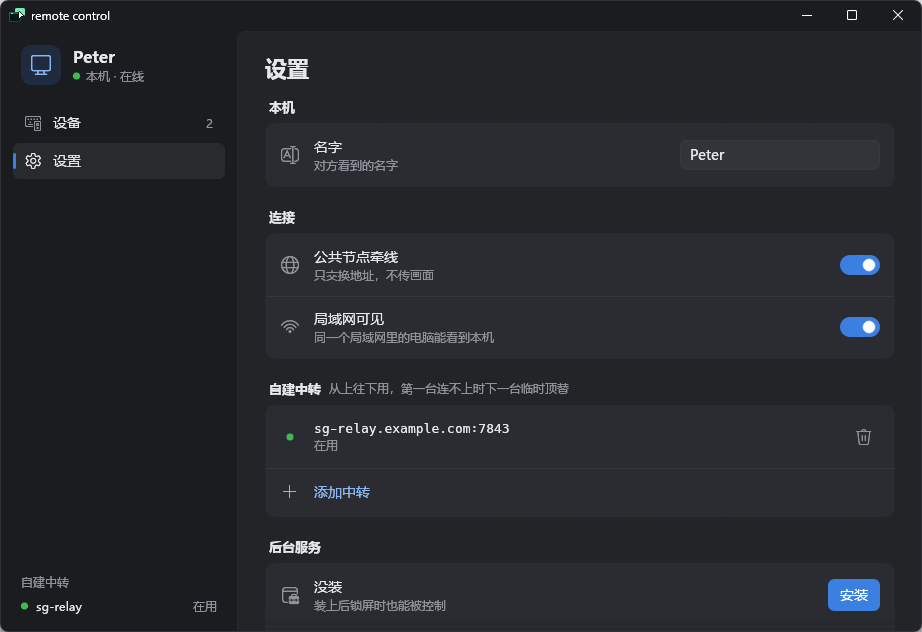 remote control
Peter
本机 · 在线
设备 2
设置
自建中转
sg-relay 在用
设置
本机
名字
对方看到的名字
Peter
连接
公共节点牵线
只交换地址，不传画面
局域网可见
同一个局域网里的电脑能看到本机
自建中转 从上往下用，第一台连不上时下一台临时顶替
sg-relay.example.com:7843
在用
添加中转
后台服务
没装
装上后锁屏时也能被控制
安装